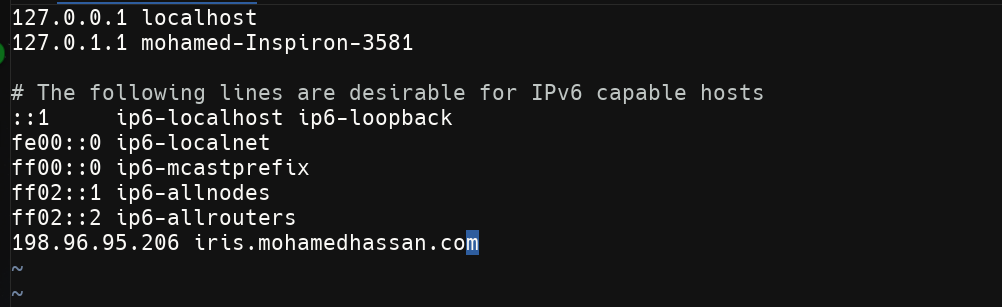 127.0.0.1 localhost
127.0.1.1 mohamed-Inspiron-3581

# The following lines are desirable for IPv6 capable hosts
::1     ip6-localhost ip6-loopback
fe00::0 ip6-localnet
ff00::0 ip6-mcastprefix
ff02::1 ip6-allnodes
ff02::2 ip6-allrouters
198.96.95.206 iris.mohamedhassan.com
~
~